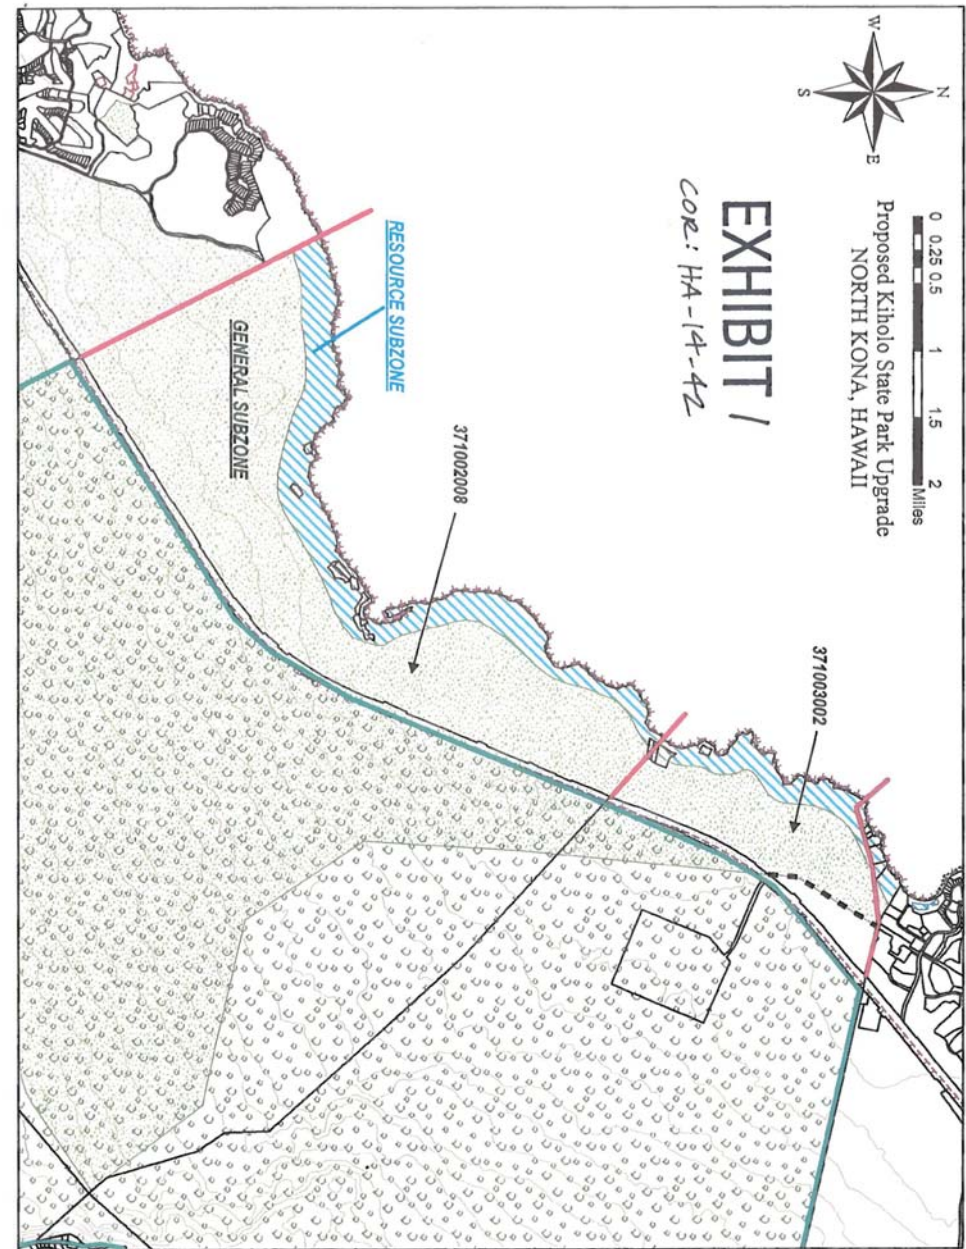 W
N
S
E
0 0.25 0.5 1 1.5 2
Miles
Proposed Kiholo State Park Upgrade
NORTH KONA, HAWAII
EXHIBIT 1
COR: HA-14-42
RESOURCE SUBZONE
GENERAL SUBZONE
371002008
371003002